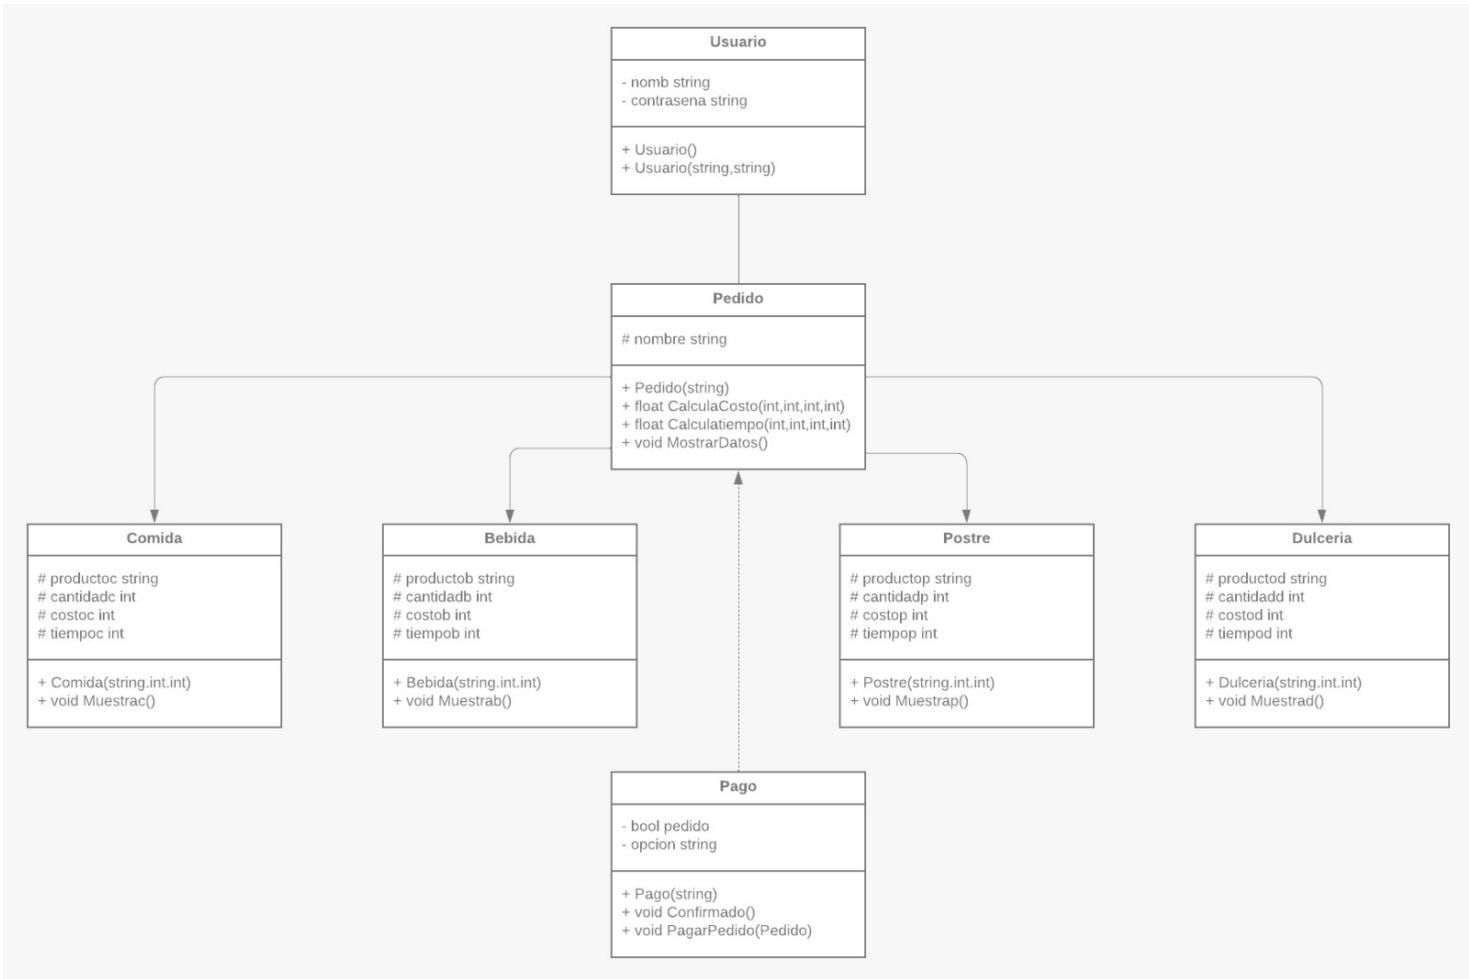 Usuario
- nomb string
- contrasena string
+ Usuario()
+ Usuario(string,string)
Pedido
# nombre string
+ Pedido(string)
+ float CalculaCosto(int,int,int,int)
+ float Calculatiempo(int,int,int,int)
+ void MostrarDatos()
Comida
# productoc string
# cantidadc int
# costoc int
# tiempoc int
+ Comida(string.int.int)
+ void Muestrac()
Bebida
# productob string
# cantidadb int
# costob int
# tiempob int
+ Bebida(string.int.int)
+ void Muestrab()
Postre
# productop string
# cantidadp int
# costop int
# tiempop int
+ Postre(string.int.int)
+ void Muestrap()
Dulceria
# productod string
# cantidadd int
# costod int
# tiempod int
+ Dulceria(string.int.int)
+ void Muestrad()
Pago
- bool pedido
- opcion string
+ Pago(string)
+ void Confirmado()
+ void PagarPedido(Pedido)